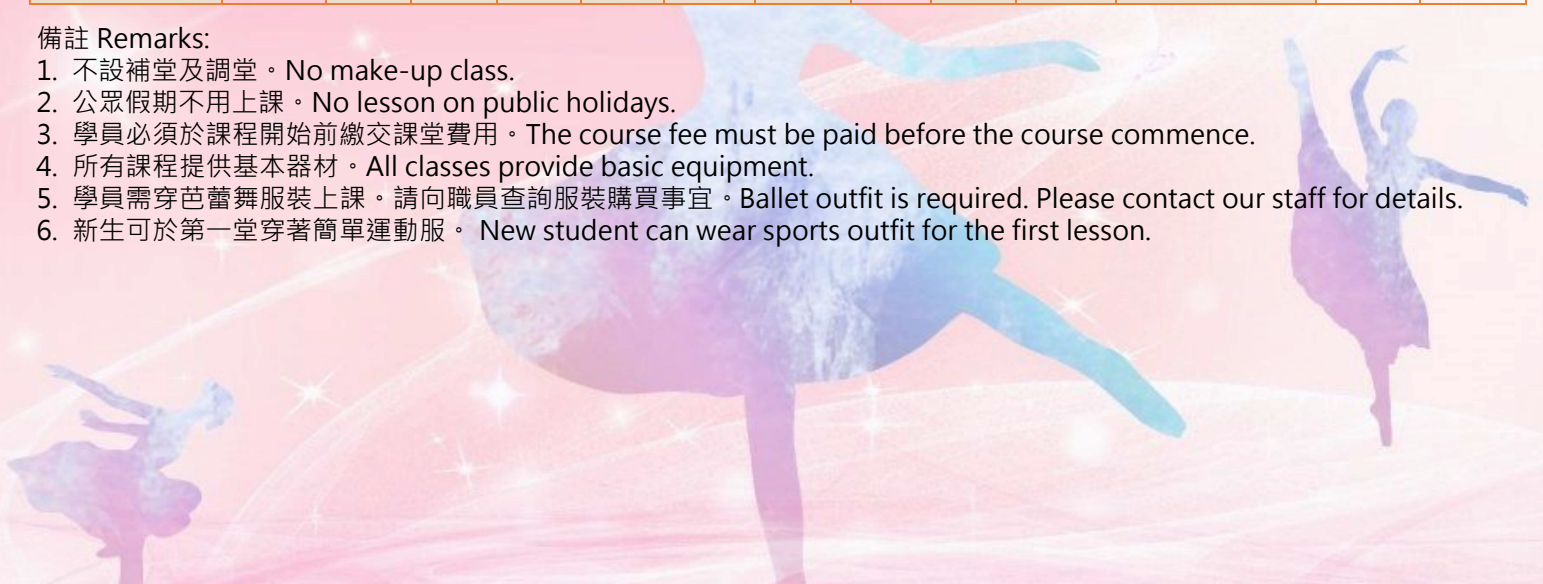 備註 Remarks:
1. 不設補堂及調堂。No make-up class.
2. 公眾假期不用上課。No lesson on public holidays.
3. 學員必須於課程開始前繳交課堂費用。The course fee must be paid before the course commence.
4. 所有課程提供基本器材。All classes provide basic equipment.
5. 學員需穿芭蕾舞服裝上課。請向職員查詢服裝購買事宜。Ballet outfit is required. Please contact our staff for details.
6. 新生可於第一堂穿著簡單運動服。 New student can wear sports outfit for the first lesson.